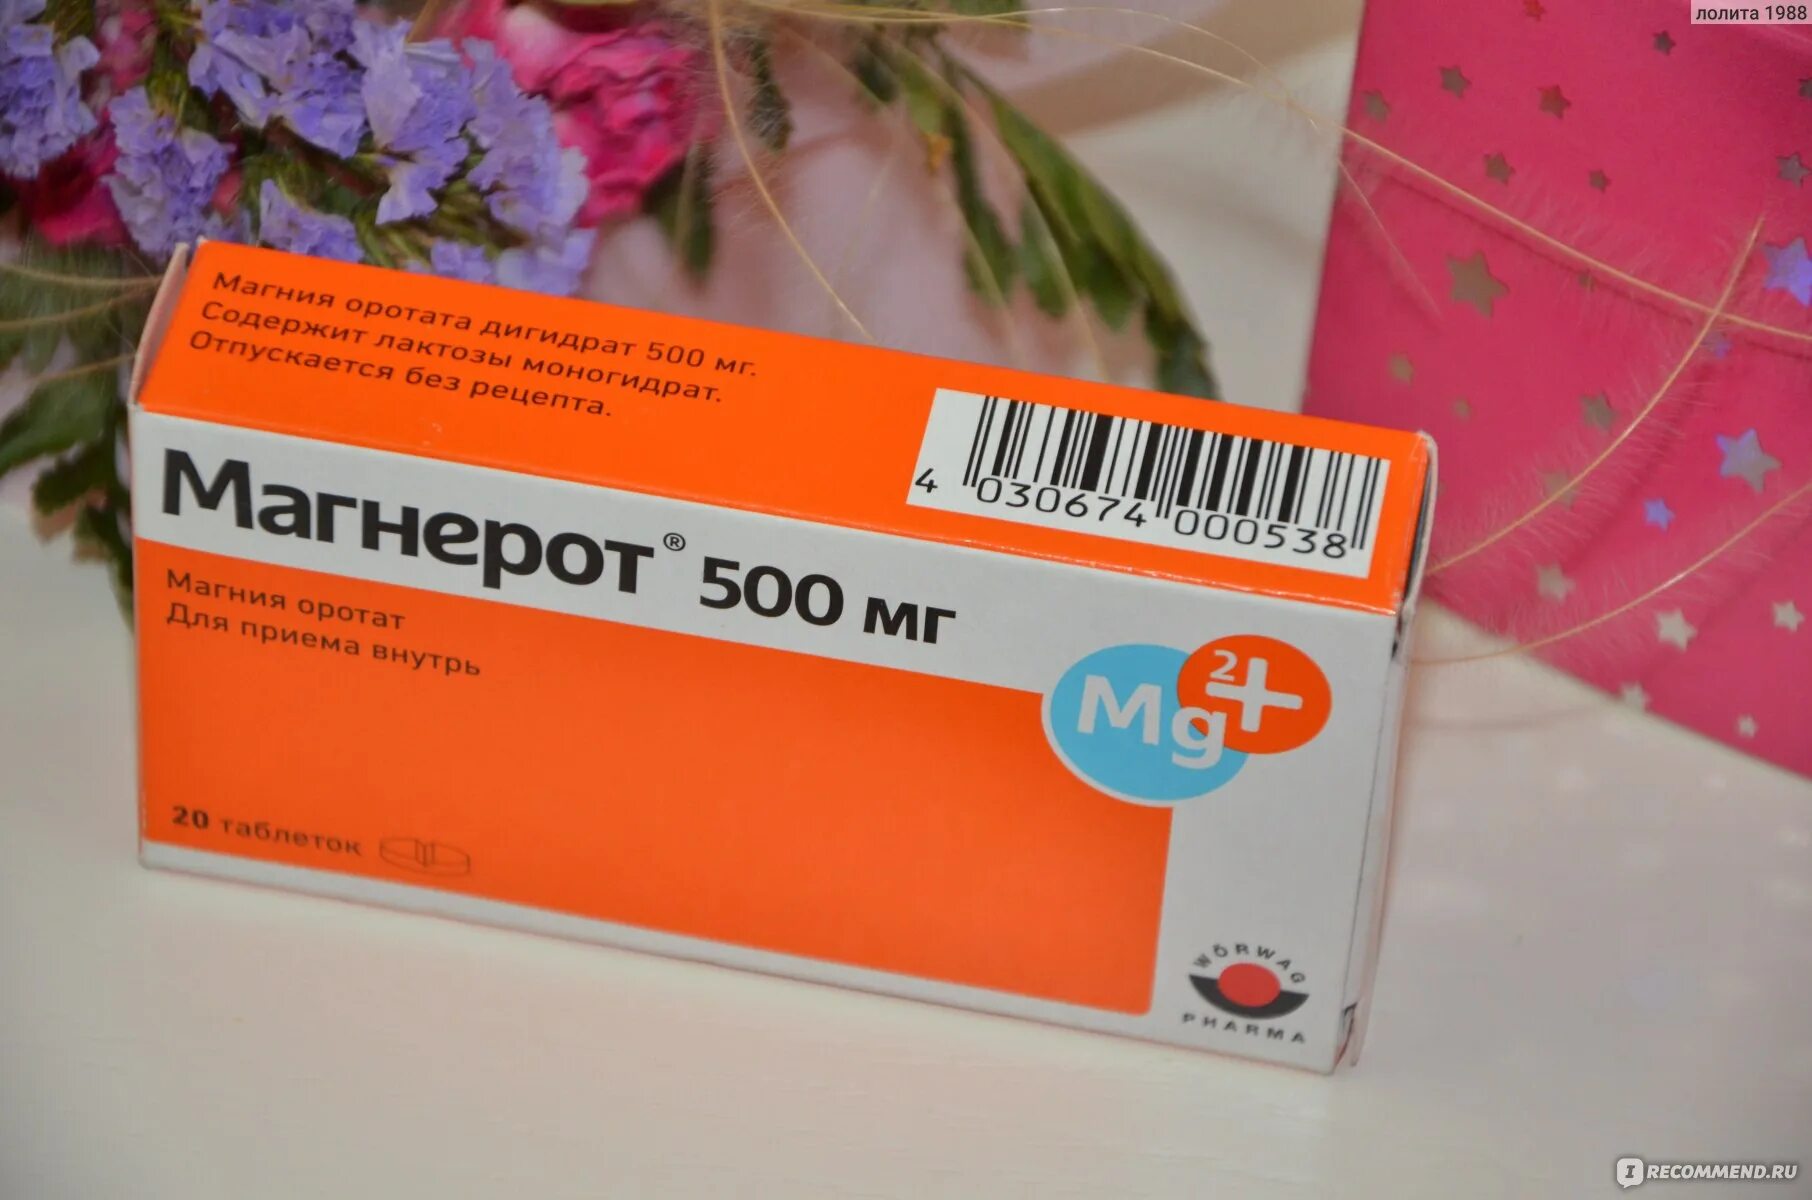 лолита 1988
Магния оротата дигидрат 500 мг.
Содержит лактозы моногидрат.
Отпускается без рецепта.
4 030674 000538
Магнерот® 500 мг
Магния оротат
Для приема внутрь
Mg2+
20 таблеток
WÖRWAG
PHARMA
IRECOMMEND.RU